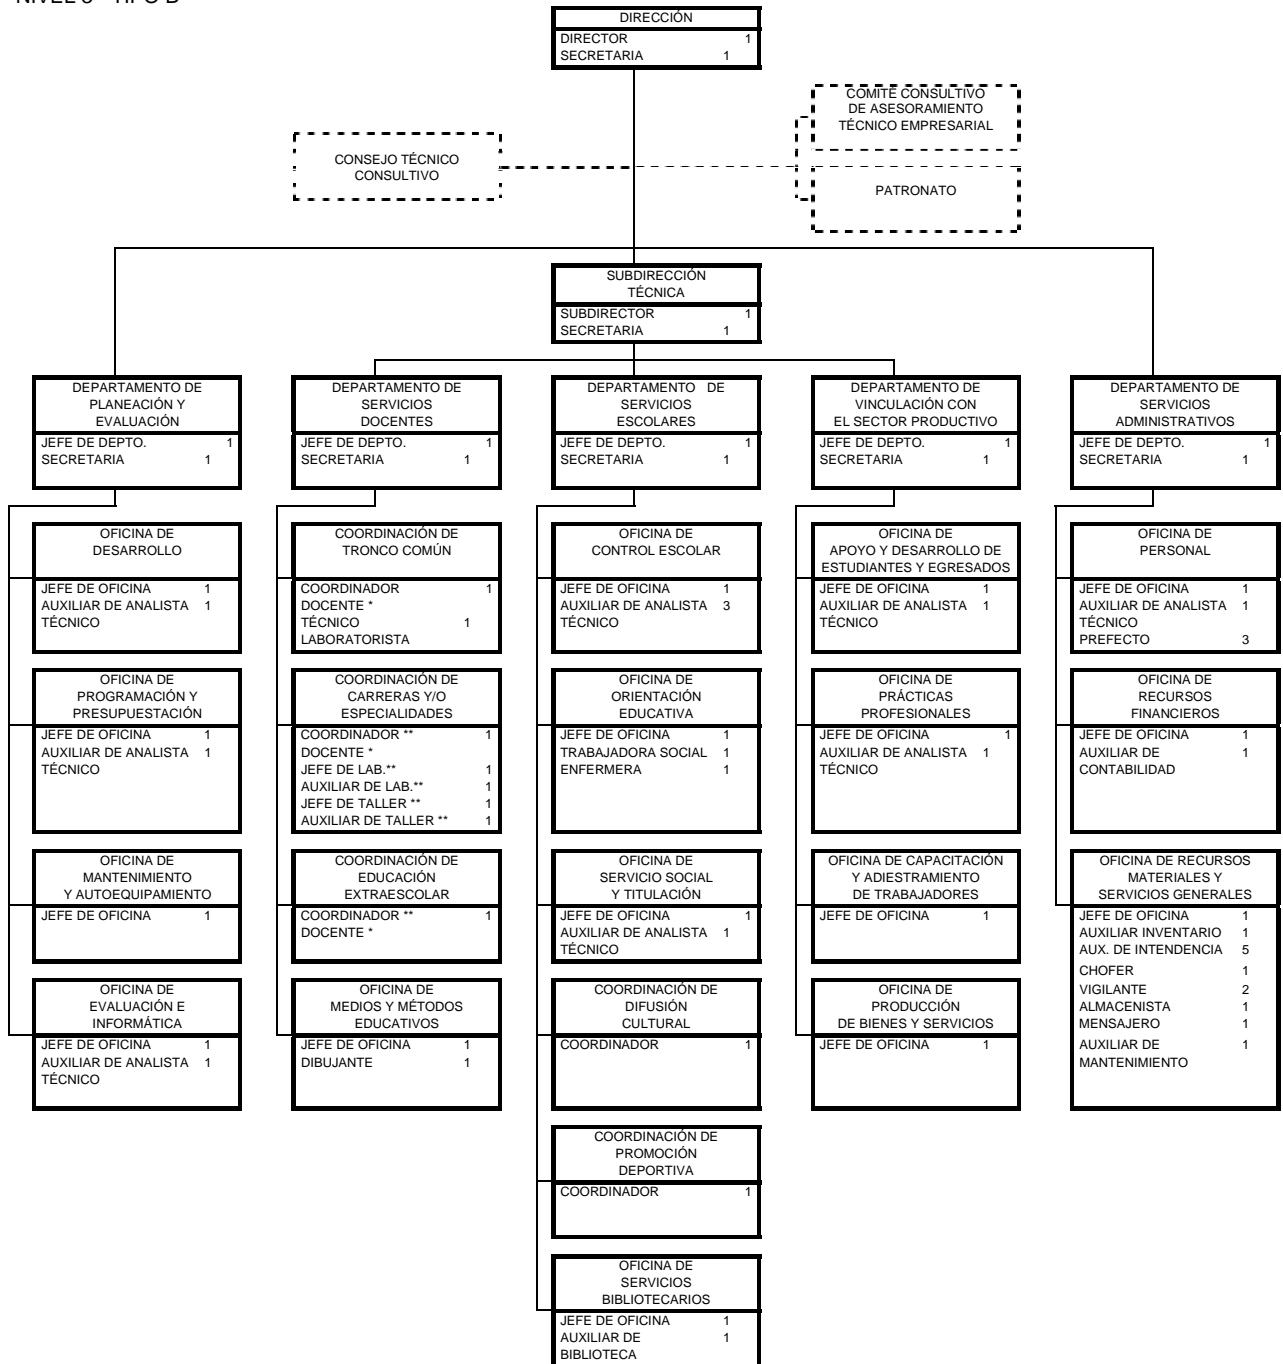 DIRECCIÓN
DIRECTOR 1
SECRETARIA 1
COMITÉ CONSULTIVO
DE ASESORAMIENTO
TÉCNICO EMPRESARIAL
CONSEJO TÉCNICO
CONSULTIVO
PATRONATO
SUBDIRECCIÓN
TÉCNICA
SUBDIRECTOR 1
SECRETARIA 1
DEPARTAMENTO DE
PLANEACIÓN Y
EVALUACIÓN
JEFE DE DEPTO. 1
SECRETARIA 1
DEPARTAMENTO DE
SERVICIOS
DOCENTES
JEFE DE DEPTO. 1
SECRETARIA 1
DEPARTAMENTO DE
SERVICIOS
ESCOLARES
JEFE DE DEPTO. 1
SECRETARIA 1
DEPARTAMENTO DE
VINCULACIÓN CON
EL SECTOR PRODUCTIVO
JEFE DE DEPTO. 1
SECRETARIA 1
DEPARTAMENTO DE
SERVICIOS
ADMINISTRATIVOS
JEFE DE DEPTO. 1
SECRETARIA 1
OFICINA DE
DESARROLLO
JEFE DE OFICINA 1
AUXILIAR DE ANALISTA 1
TÉCNICO
COORDINACIÓN DE
TRONCO COMÚN
COORDINADOR 1
DOCENTE *
TÉCNICO 1
LABORATORISTA
OFICINA DE
CONTROL ESCOLAR
JEFE DE OFICINA 1
AUXILIAR DE ANALISTA 3
TÉCNICO
OFICINA DE
APOYO Y DESARROLLO DE
ESTUDIANTES Y EGRESADOS
JEFE DE OFICINA 1
AUXILIAR DE ANALISTA 1
TÉCNICO
OFICINA DE
PERSONAL
JEFE DE OFICINA 1
AUXILIAR DE ANALISTA 1
TÉCNICO
PREFECTO 3
OFICINA DE
PROGRAMACIÓN Y
PRESUPUESTACIÓN
JEFE DE OFICINA 1
AUXILIAR DE ANALISTA 1
TÉCNICO
COORDINACIÓN DE
CARRERAS Y/O
ESPECIALIDADES
COORDINADOR ** 1
DOCENTE *
JEFE DE LAB.** 1
AUXILIAR DE LAB.** 1
JEFE DE TALLER ** 1
AUXILIAR DE TALLER ** 1
OFICINA DE
ORIENTACIÓN
EDUCATIVA
JEFE DE OFICINA 1
TRABAJADORA SOCIAL 1
ENFERMERA 1
OFICINA DE
PRÁCTICAS
PROFESIONALES
JEFE DE OFICINA 1
AUXILIAR DE ANALISTA 1
TÉCNICO
OFICINA DE
RECURSOS
FINANCIEROS
JEFE DE OFICINA 1
AUXILIAR DE 1
CONTABILIDAD
OFICINA DE
MANTENIMIENTO
Y AUTOEQUIPAMIENTO
JEFE DE OFICINA 1
COORDINACIÓN DE
EDUCACIÓN
EXTRAESCOLAR
COORDINADOR ** 1
DOCENTE *
OFICINA DE
SERVICIO SOCIAL
Y TITULACIÓN
JEFE DE OFICINA 1
AUXILIAR DE ANALISTA 1
TÉCNICO
OFICINA DE CAPACITACIÓN
Y ADIESTRAMIENTO
DE TRABAJADORES
JEFE DE OFICINA 1
OFICINA DE RECURSOS
MATERIALES Y
SERVICIOS GENERALES
JEFE DE OFICINA 1
AUXILIAR INVENTARIO 1
AUX. DE INTENDENCIA 5
CHOFER 1
VIGILANTE 2
ALMACENISTA 1
MENSAJERO 1
AUXILIAR DE 1
MANTENIMIENTO
OFICINA DE
EVALUACIÓN E
INFORMÁTICA
JEFE DE OFICINA 1
AUXILIAR DE ANALISTA 1
TÉCNICO
OFICINA DE
MEDIOS Y MÉTODOS
EDUCATIVOS
JEFE DE OFICINA 1
DIBUJANTE 1
COORDINACIÓN DE
DIFUSIÓN
CULTURAL
COORDINADOR 1
OFICINA DE
PRODUCCIÓN
DE BIENES Y SERVICIOS
JEFE DE OFICINA 1
COORDINACIÓN DE
PROMOCIÓN
DEPORTIVA
COORDINADOR 1
OFICINA DE
SERVICIOS
BIBLIOTECARIOS
JEFE DE OFICINA 1
AUXILIAR DE 1
BIBLIOTECA